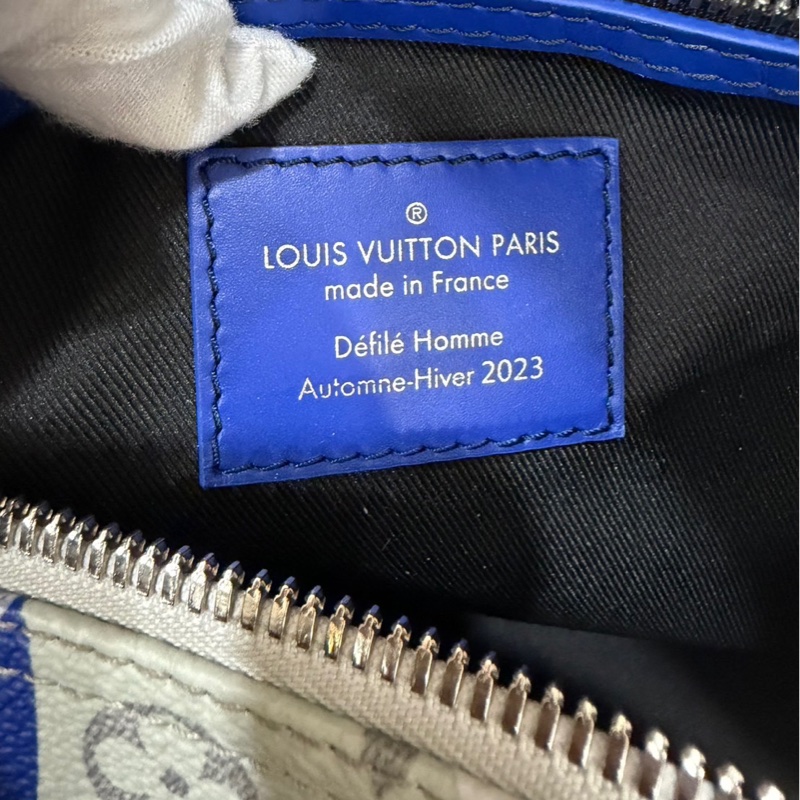 ®
LOUIS VUITTON PARIS
made in France
Défilé Homme
Automne-Hiver 2023